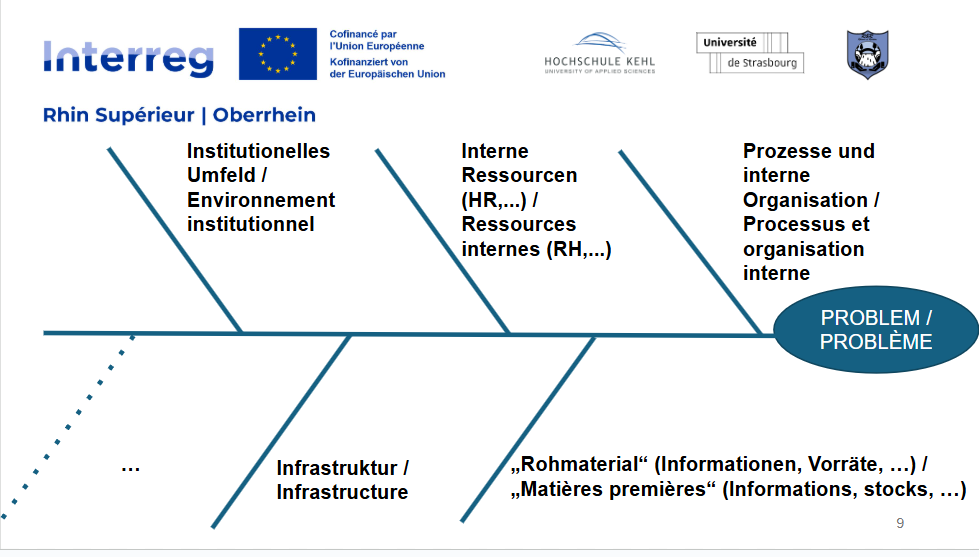 Interreg
Cofinancé par
l'Union Européenne
Kofinanziert von
der Europäischen Union
HOCHSCHULE KEHL
UNIVERSITY OF APPLIED SCIENCES
Université
de Strasbourg
Rhin Supérieur | Oberrhein
Institutionelles
Umfeld /
Environnement
institutionnel
Interne
Ressourcen
(HR,...) /
Ressources
internes (RH,...)
Prozesse und
interne
Organisation /
Processus et
organisation
interne
PROBLEM /
PROBLÈME
...
Infrastruktur /
Infrastructure
„Rohmaterial“ (Informationen, Vorräte, …) /
„Matières premières“ (Informations, stocks, …)
9